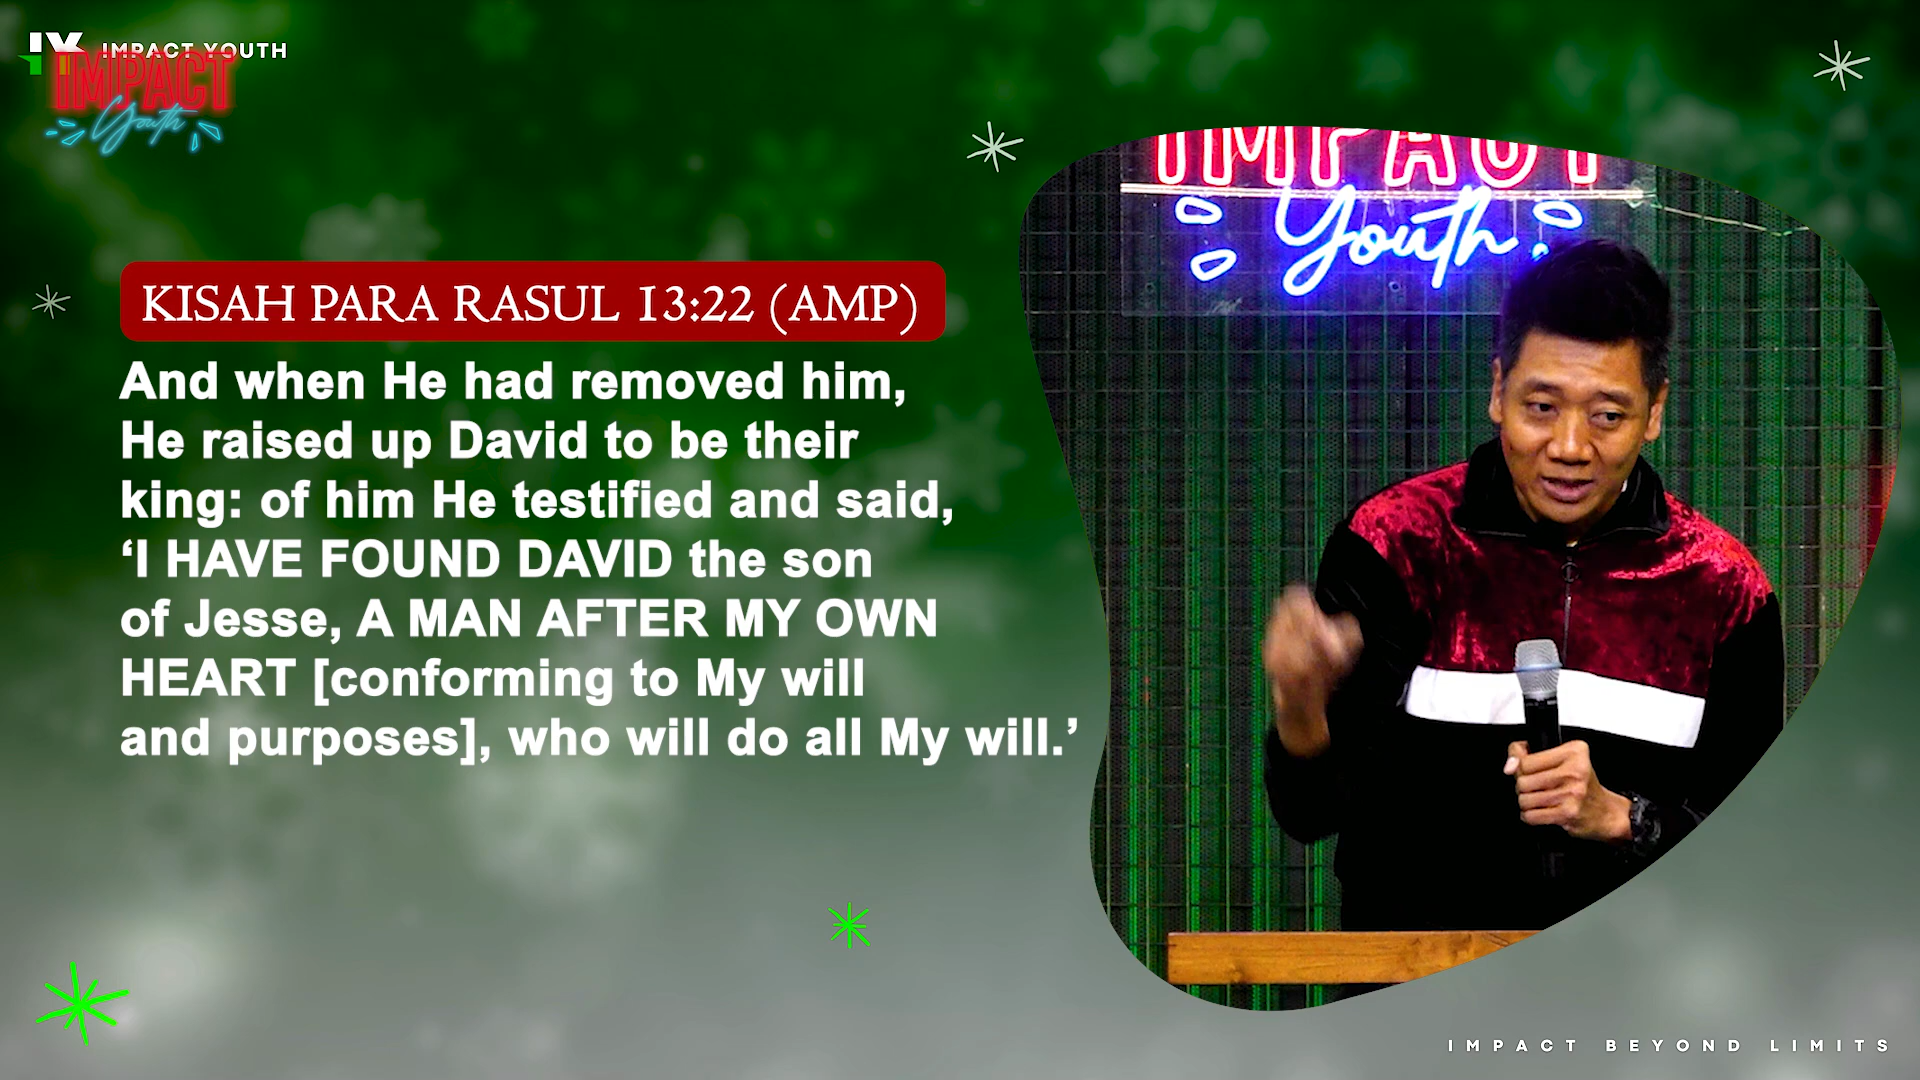 IMPACT YOUTH
IMPACT
Youth
IMPACT
Youth
KISAH PARA RASUL 13:22 (AMP)
And when He had removed him,
He raised up David to be their
king: of him He testified and said,
‘I HAVE FOUND DAVID the son
of Jesse, A MAN AFTER MY OWN
HEART [conforming to My will
and purposes], who will do all My will.’
IMPACT BEYOND LIMITS